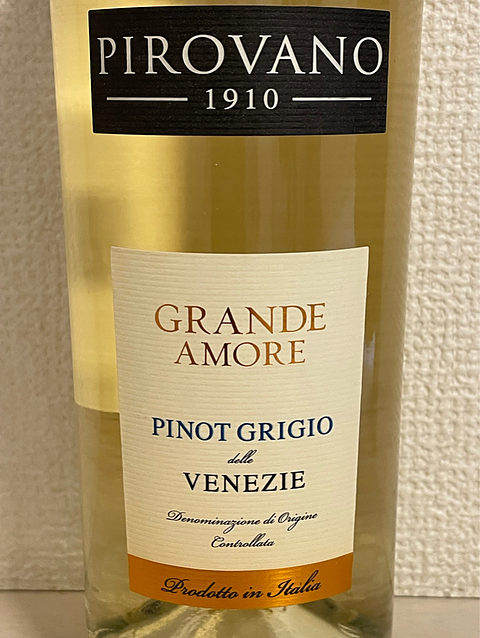 PIROVANO
1910
GRANDE
AMORE
PINOT GRIGIO
delle
VENEZIE
Denominazione di Origine
Controllata
Prodotto in Italia